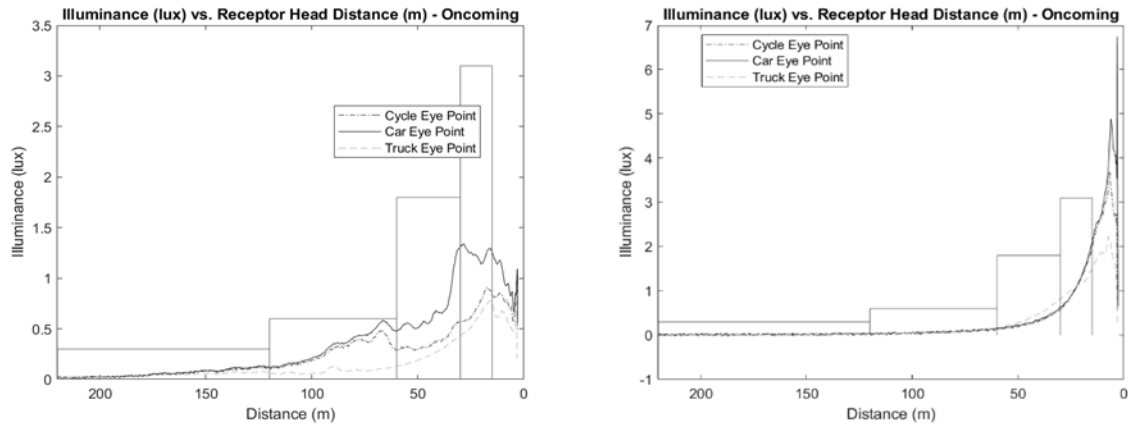 Illuminance (lux) vs. Receptor Head Distance (m) - Oncoming
3.5
3
2.5
2
1.5
1
0.5
0
Illuminance (lux)
Cycle Eye Point
Car Eye Point
Truck Eye Point
200
150
100
50
0
Distance (m)
Illuminance (lux) vs. Receptor Head Distance (m) - Oncoming
7
6
5
4
3
2
1
0
-1
Illuminance (lux)
Cycle Eye Point
Car Eye Point
Truck Eye Point
200
150
100
50
0
Distance (m)